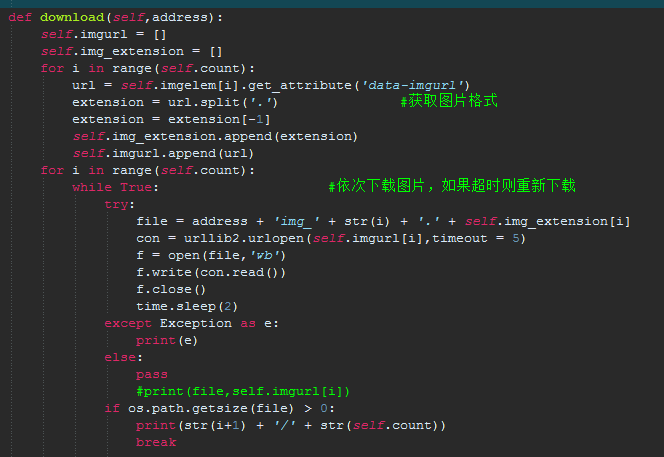 def download(self,address):
    self.imgurl = []
    self.img_extension = []
    for i in range(self.count):
        url = self.imgelem[i].get_attribute('data-imgurl')
        extension = url.split('.')               #获取图片格式
        extension = extension[-1]
        self.img_extension.append(extension)
        self.imgurl.append(url)
    for i in range(self.count):
        while True:                     #依次下载图片，如果超时则重新下载
            try:
                file = address + 'img_' + str(i) + '.' + self.img_extension[i]
                con = urllib2.urlopen(self.imgurl[i],timeout = 5)
                f = open(file,'wb')
                f.write(con.read())
                f.close()
                time.sleep(2)
            except Exception as e:
                print(e)
            else:
                pass
                #print(file,self.imgurl[i])
            if os.path.getsize(file) > 0:
                print(str(i+1) + '/' + str(self.count))
                break